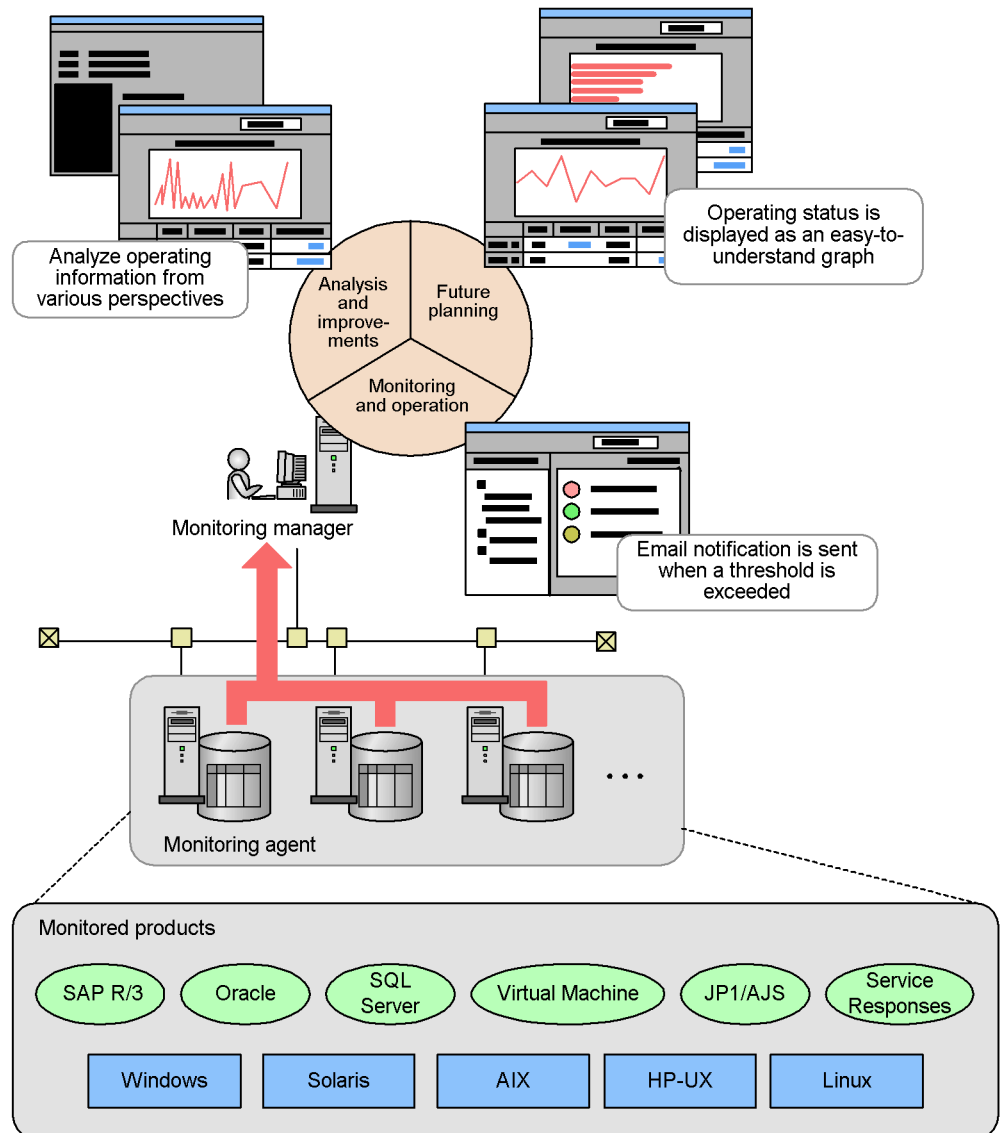 Operating status is
displayed as an easy-to-
understand graph
Analyze operating
information from
various perspectives
Analysis
and
improve-
ments
Future
planning
Monitoring
and operation
Monitoring manager
Email notification is sent
when a threshold is
exceeded
Monitoring agent
Monitored products
SAP R/3
Oracle
SQL
Server
Virtual Machine
JP1/AJS
Service
Responses
Windows
Solaris
AIX
HP-UX
Linux